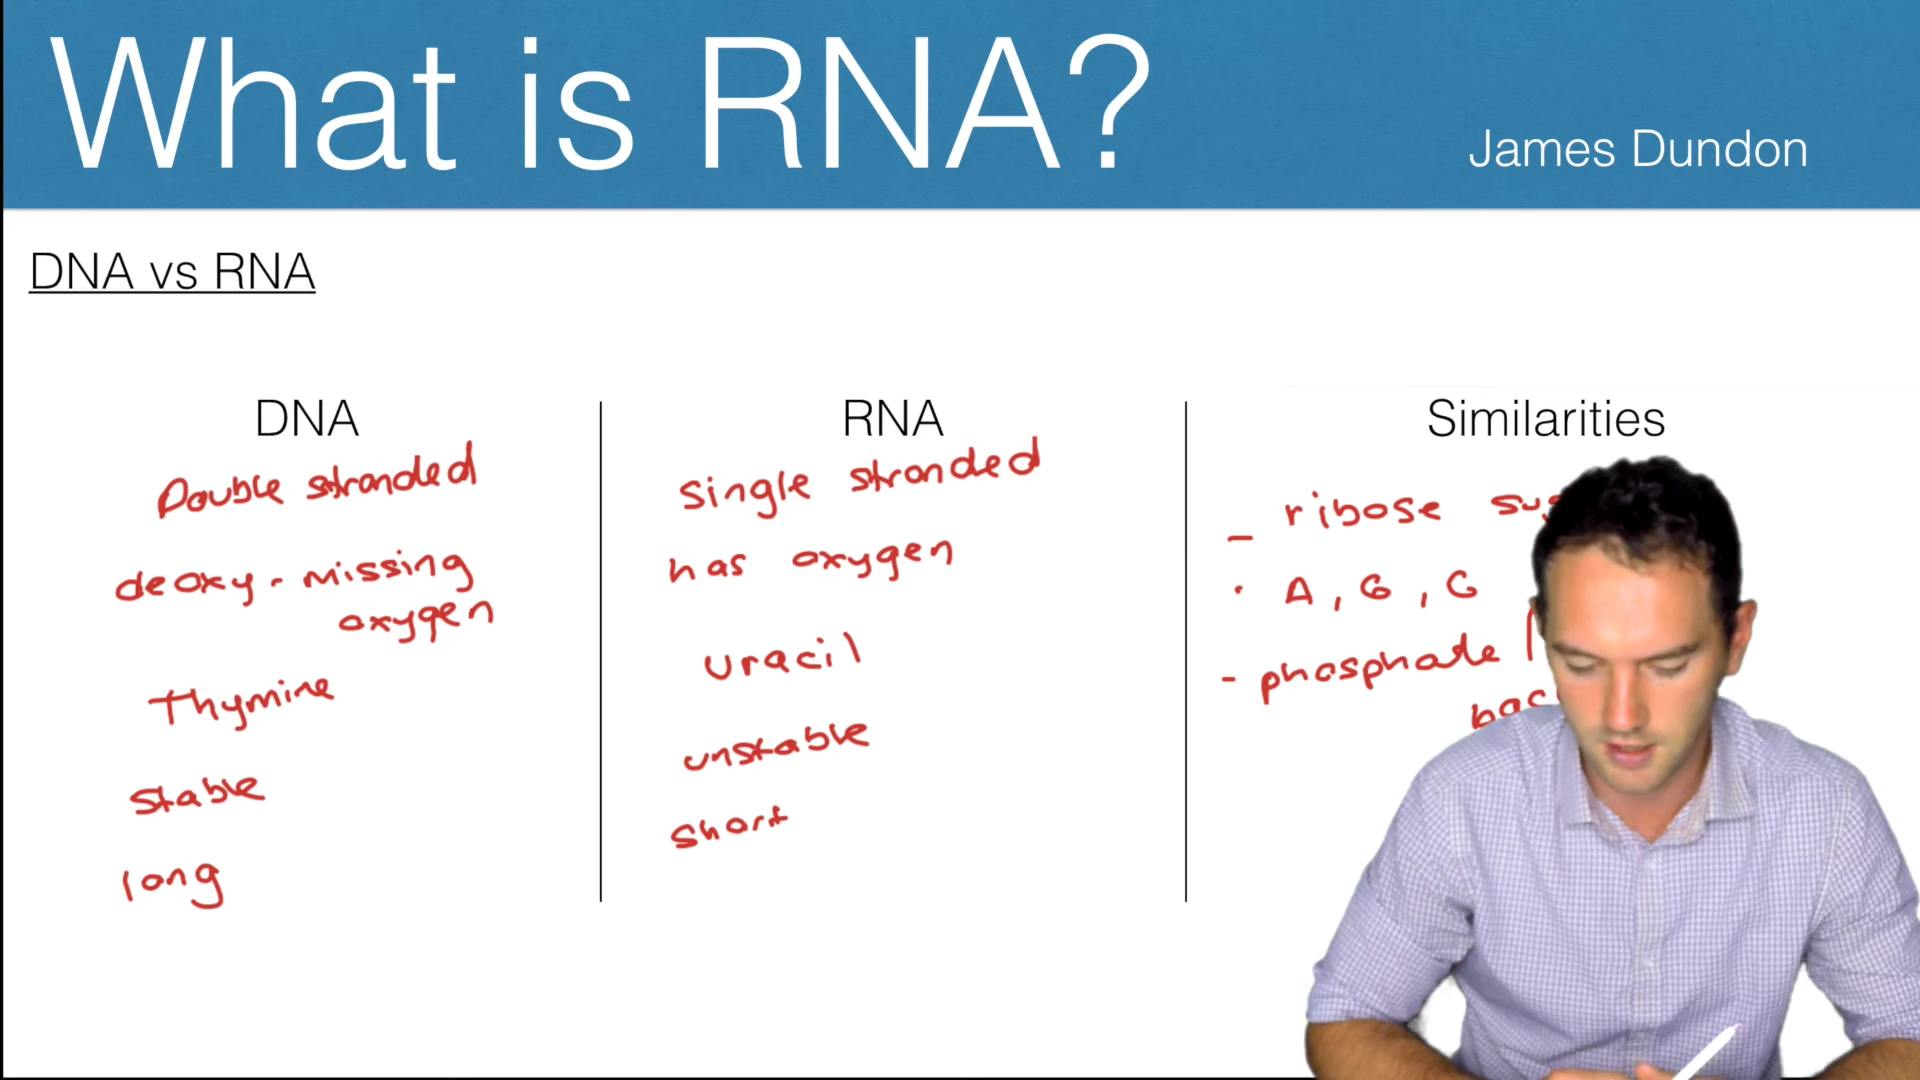 What is RNA?
James Dundon
DNA vs RNA
DNA
Double stranded
deoxy - missing
oxygen
Thymine
stable
long
RNA
single stranded
has oxygen
uracil
unstable
short
Similarities
- ribose
· A, G, C
- phosphate